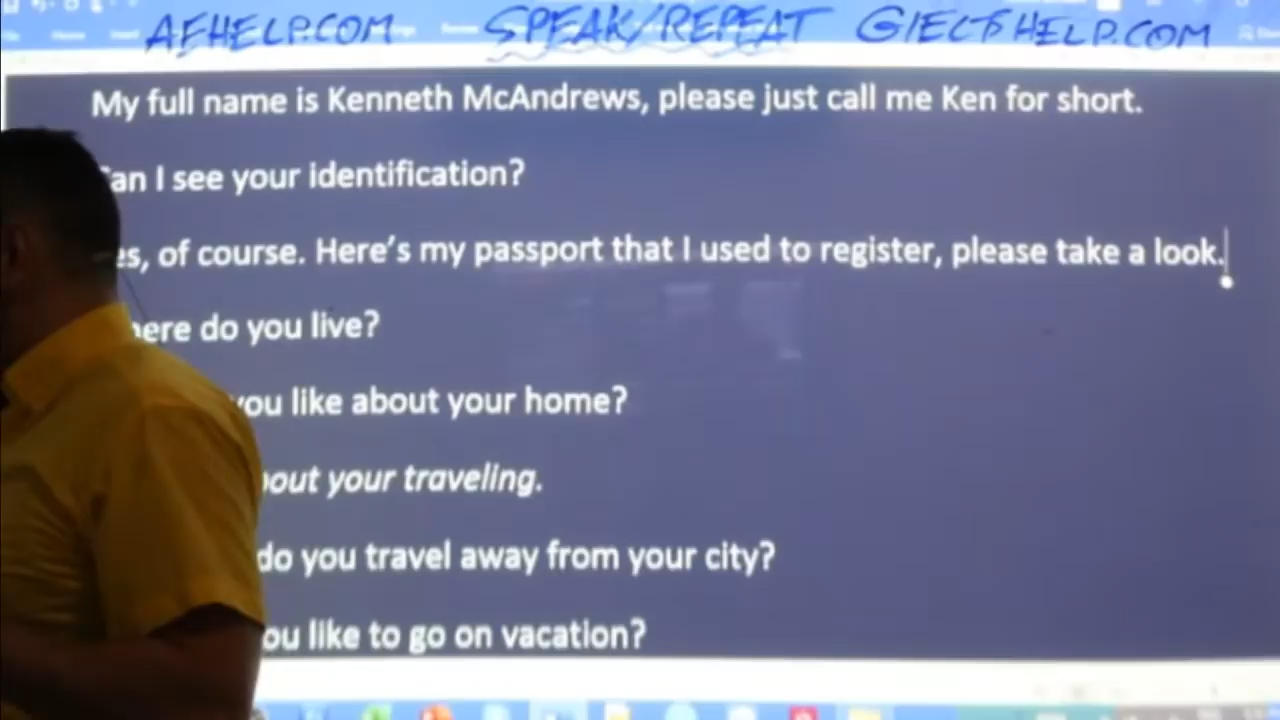 AEHELP.COM SPEAK/REPEAT GIELTSHELP.COM
My full name is Kenneth McAndrews, please just call me Ken for short.
an I see your identification?
es, of course. Here's my passport that I used to register, please take a look.
here do you live?
you like about your home?
out your traveling.
do you travel away from your city?
ou like to go on vacation?